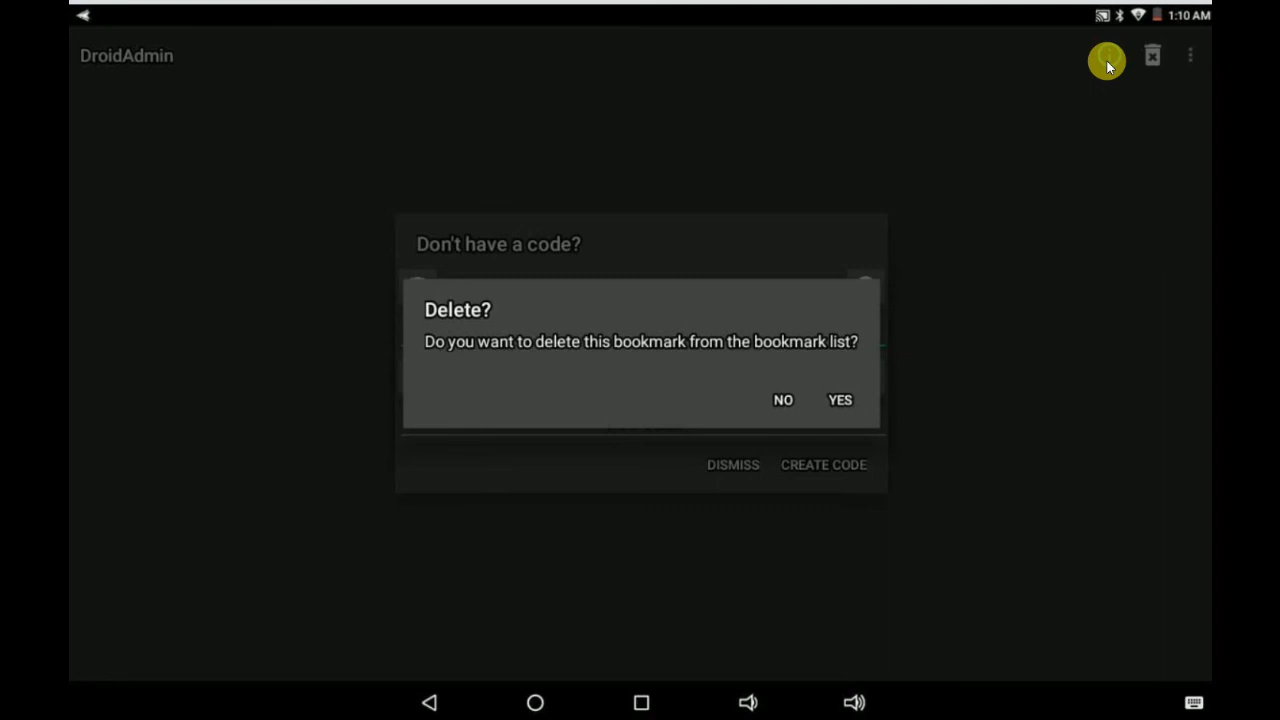 1:10 AM
DroidAdmin
Don't have a code?
Delete?
Do you want to delete this bookmark from the bookmark list?
NO YES
DISMISS CREATE CODE